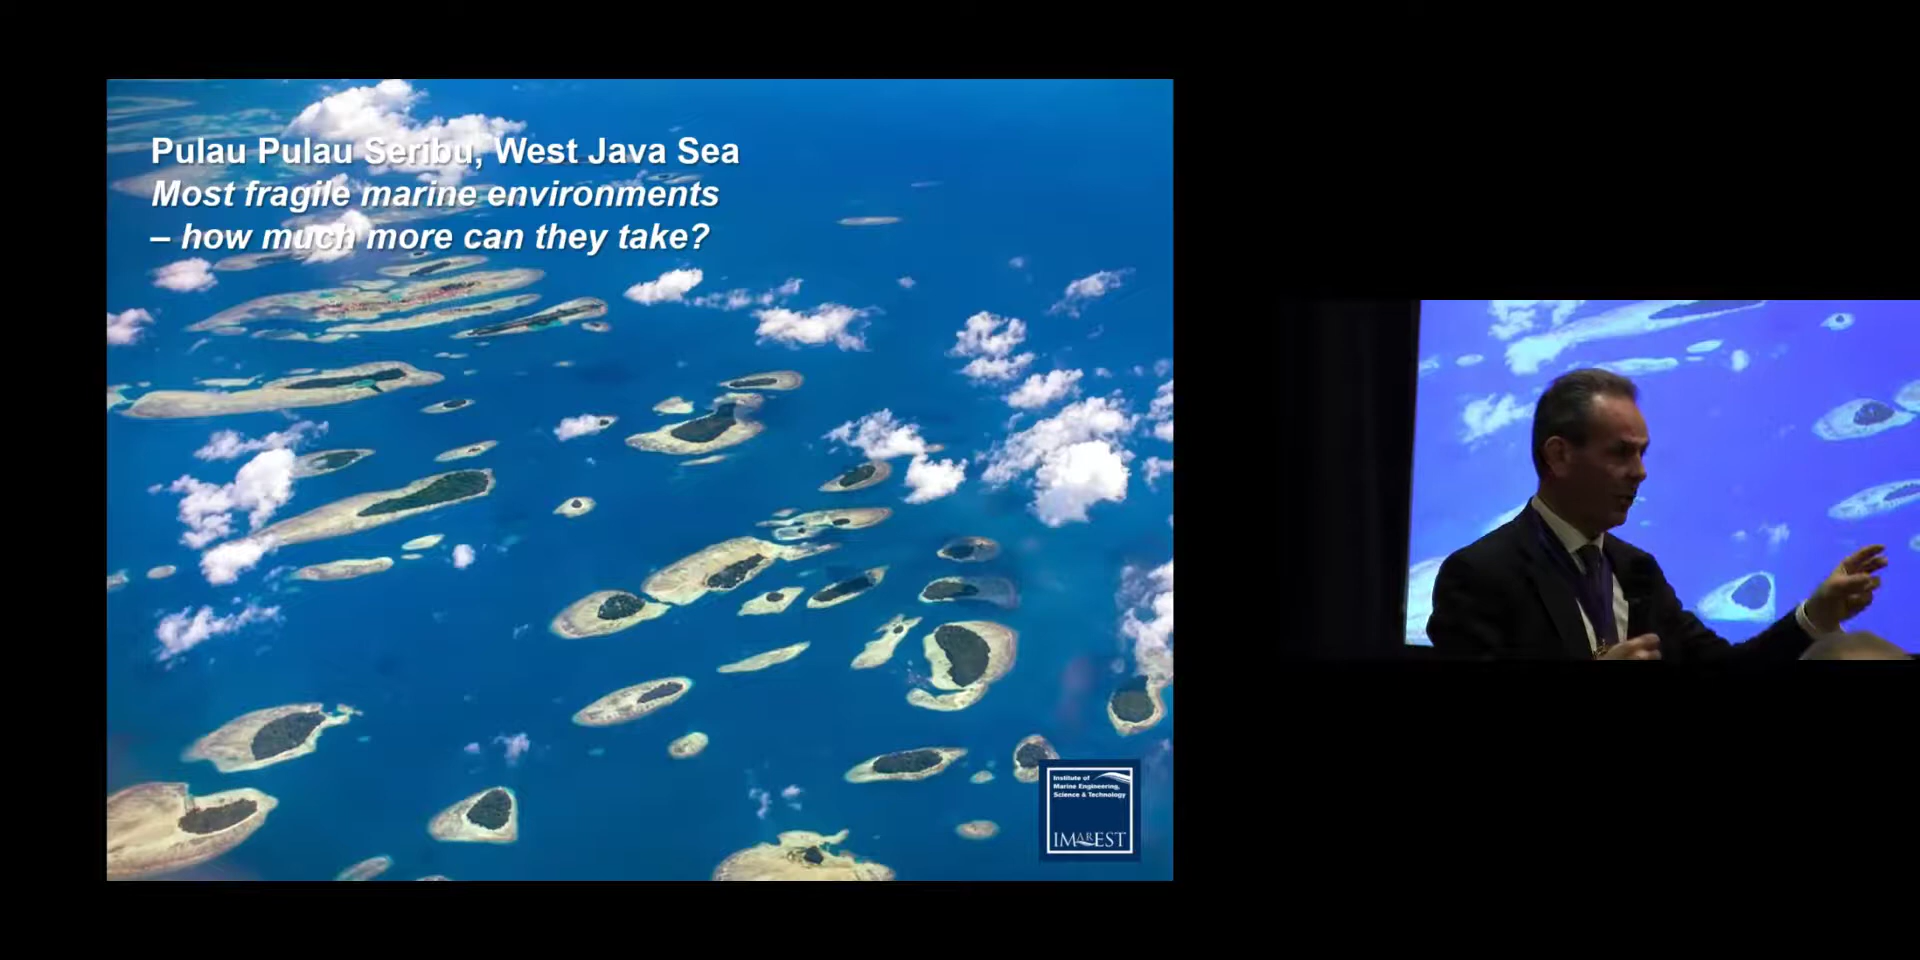 Pulau Pulau Seribu, West Java Sea
Most fragile marine environments
– how much more can they take?
Institute of
Marine Engineering,
Science & Technology
IMarEST